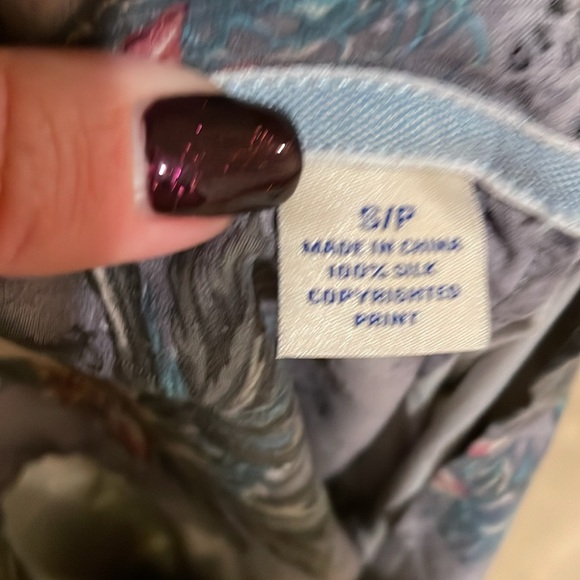 S/P
MADE IN CHINA
100% SILK
COPYRIGHTED
PRINT